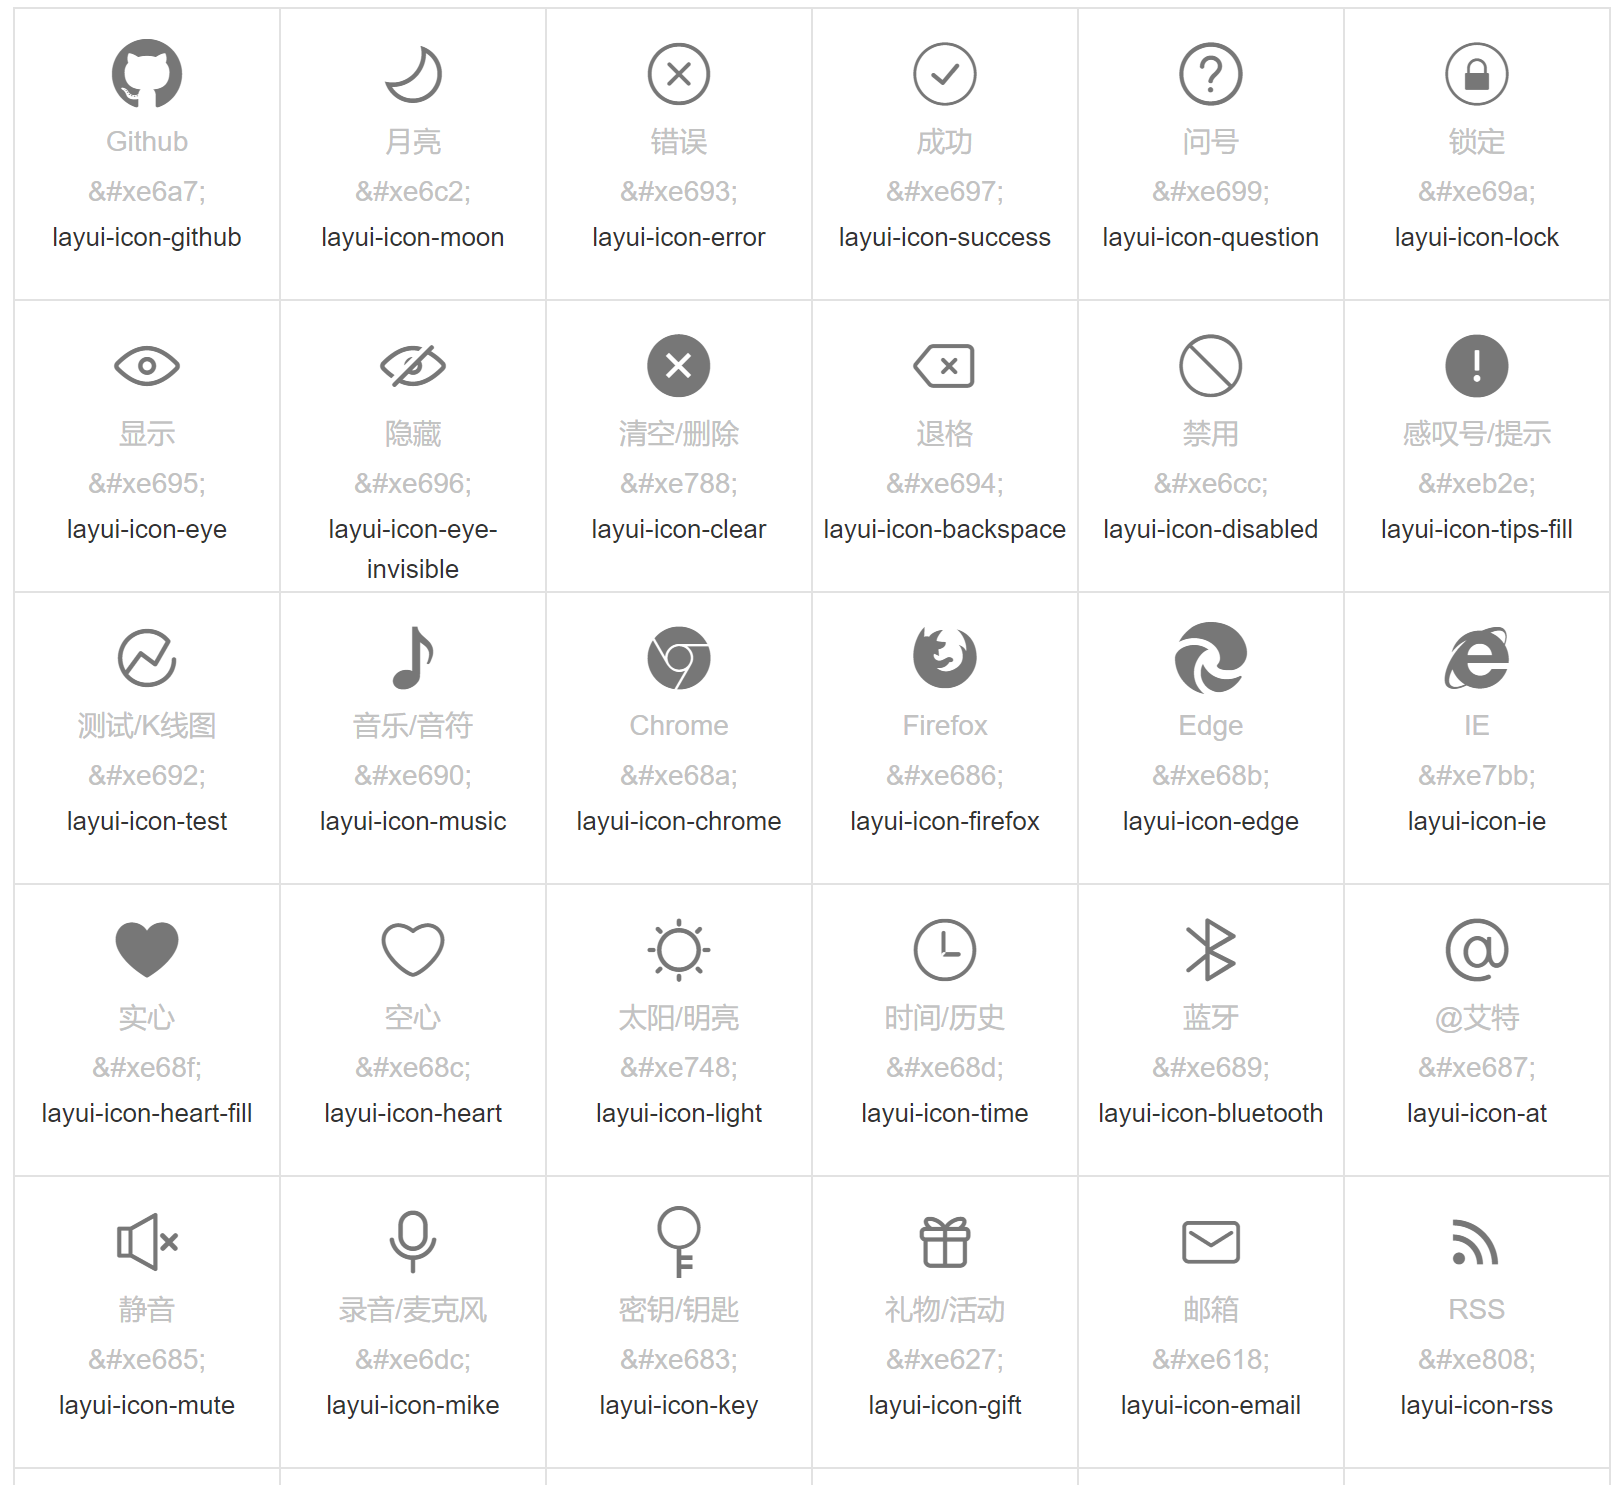 Github
&#xe6a7;
layui-icon-github
月亮
&#xe6c2;
layui-icon-moon
错误
&#xe693;
layui-icon-error
成功
&#xe697;
layui-icon-success
问号
&#xe699;
layui-icon-question
锁定
&#xe69a;
layui-icon-lock
显示
&#xe695;
layui-icon-eye
隐藏
&#xe696;
layui-icon-eye-
invisible
清空/删除
&#xe788;
layui-icon-clear
退格
&#xe694;
layui-icon-backspace
禁用
&#xe6cc;
layui-icon-disabled
感叹号/提示
&#xeb2e;
layui-icon-tips-fill
测试/K线图
&#xe692;
layui-icon-test
音乐/音符
&#xe690;
layui-icon-music
Chrome
&#xe68a;
layui-icon-chrome
Firefox
&#xe686;
layui-icon-firefox
Edge
&#xe68b;
layui-icon-edge
IE
&#xe7bb;
layui-icon-ie
实心
&#xe68f;
layui-icon-heart-fill
空心
&#xe68c;
layui-icon-heart
太阳/明亮
&#xe748;
layui-icon-light
时间/历史
&#xe68d;
layui-icon-time
蓝牙
&#xe689;
layui-icon-bluetooth
@艾特
&#xe687;
layui-icon-at
静音
&#xe685;
layui-icon-mute
录音/麦克风
&#xe6dc;
layui-icon-mike
密钥/钥匙
&#xe683;
layui-icon-key
礼物/活动
&#xe627;
layui-icon-gift
邮箱
&#xe618;
layui-icon-email
RSS
&#xe808;
layui-icon-rss